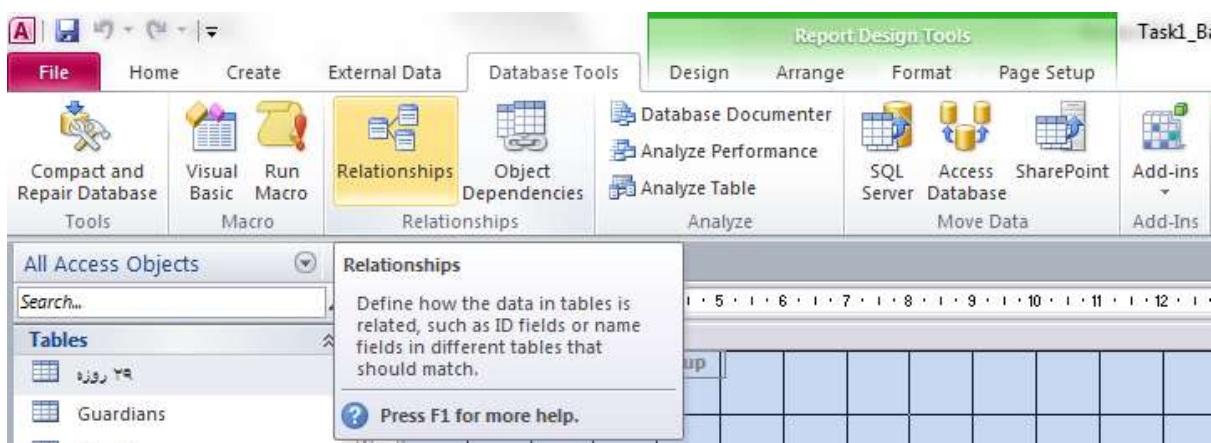 Report Design Tools
Task1_Ba
File Home Create External Data Database Tools Design Arrange Format Page Setup
Compact and Repair Database
Visual Basic
Run Macro
Relationships
Object Dependencies
Database Documenter
Analyze Performance
Analyze Table
SQL Server
Access Database
SharePoint
Add-ins
Tools Macro Relationships Analyze Move Data Add-Ins
All Access Objects
Search...
Tables
۲۹ روزه
Guardians
Relationships
Define how the data in tables is
related, such as ID fields or name
fields in different tables that
should match.
Press F1 for more help.
5 6 7 8 9 10 11 12
up